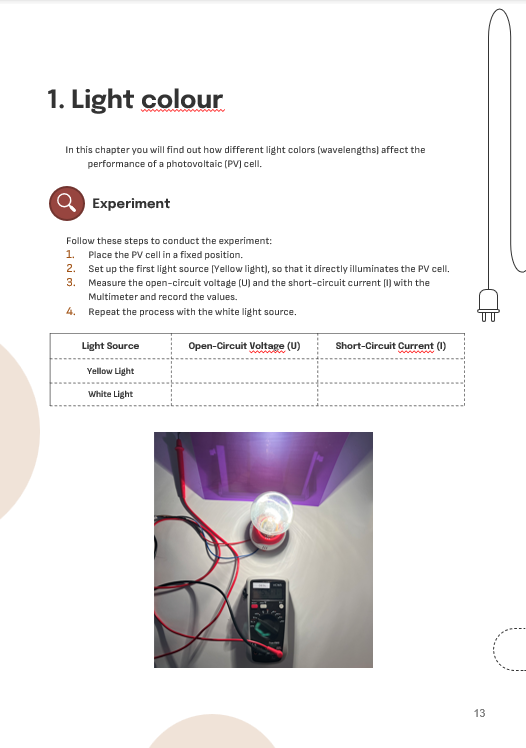 1. Light colour
In this chapter you will find out how different light colors (wavelengths) affect the
performance of a photovoltaic (PV) cell.
Experiment
Follow these steps to conduct the experiment:
1. Place the PV cell in a fixed position.
2. Set up the first light source (Yellow light), so that it directly illuminates the PV cell.
3. Measure the open-circuit voltage (U) and the short-circuit current (I) with the
Multimeter and record the values.
4. Repeat the process with the white light source.
Light Source Open-Circuit Voltage (U) Short-Circuit Current (I)
Yellow Light
White Light
13